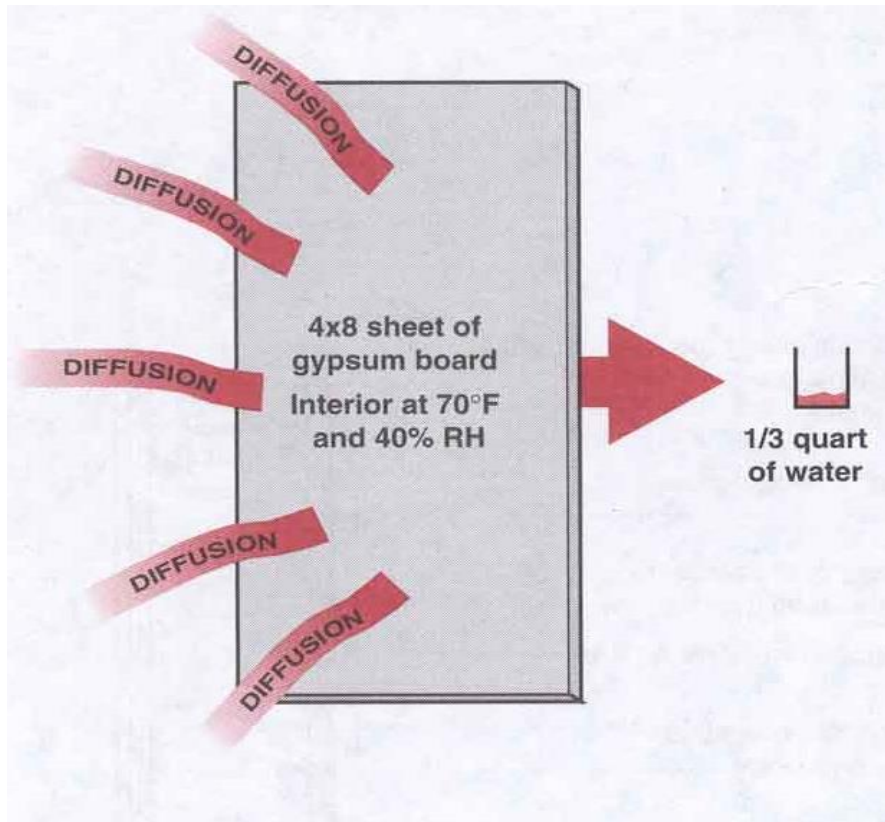 DIFFUSION
DIFFUSION
DIFFUSION
DIFFUSION
DIFFUSION
4x8 sheet of
gypsum board
Interior at 70°F
and 40% RH
1/3 quart
of water